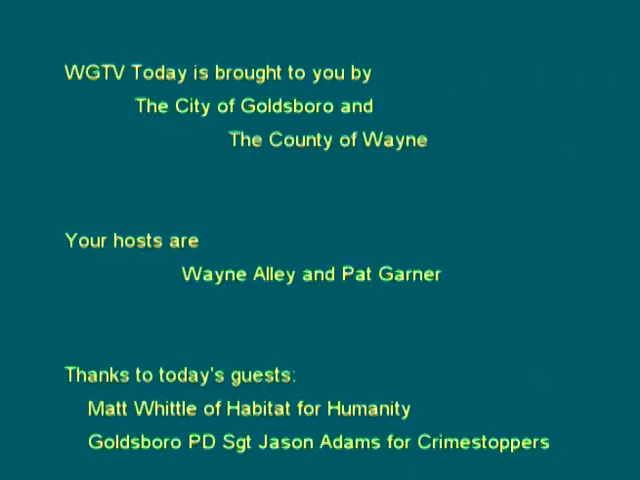 WGTV Today is brought to you by
The City of Goldsboro and
The County of Wayne
Your hosts are
Wayne Alley and Pat Garner
Thanks to today's guests:
Matt Whittle of Habitat for Humanity
Goldsboro PD Sgt Jason Adams for Crimestoppers